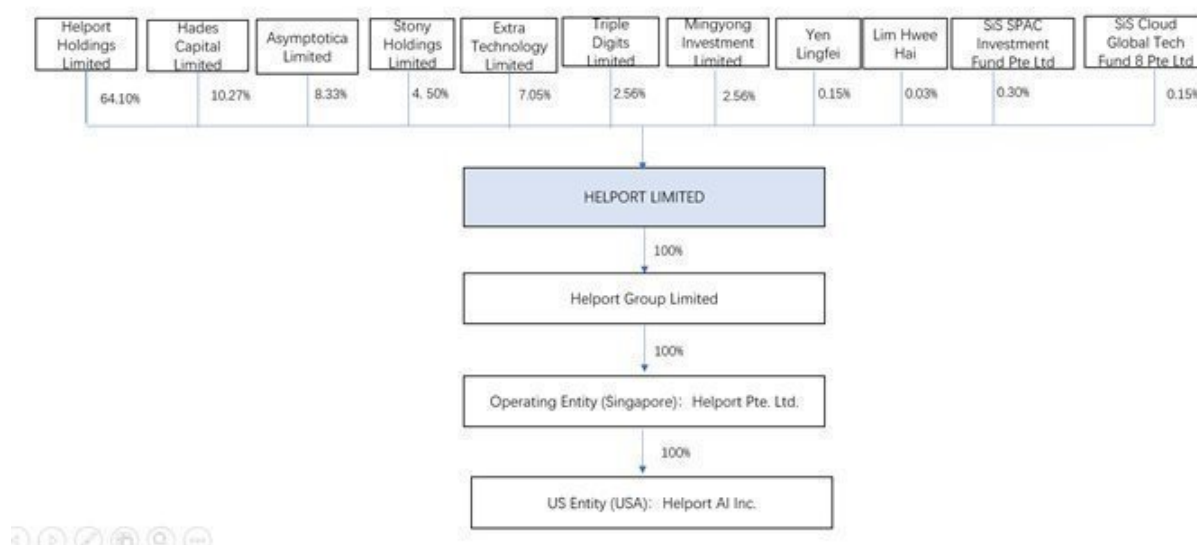 Helport
Holdings
Limited
Hades
Capital
Limited
Asymptotica
Limited
Stony
Holdings
Limited
Extra
Technology
Limited
Triple
Digits
Limited
Mingyong
Investment
Limited
Yen
Lingfei
Lim Hwee
Hai
SiS SPAC
Investment
Fund Pte Ltd
SiS Cloud
Global Tech
Fund 8 Pte Ltd
64.10%
10.27%
8.33%
4. 50%
7.05%
2.56%
2.56%
0.15%
0.03%
0.30%
0.15%
HELPORT LIMITED
100%
Helport Group Limited
100%
Operating Entity (Singapore): Helport Pte. Ltd.
100%
US Entity (USA): Helport AI Inc.